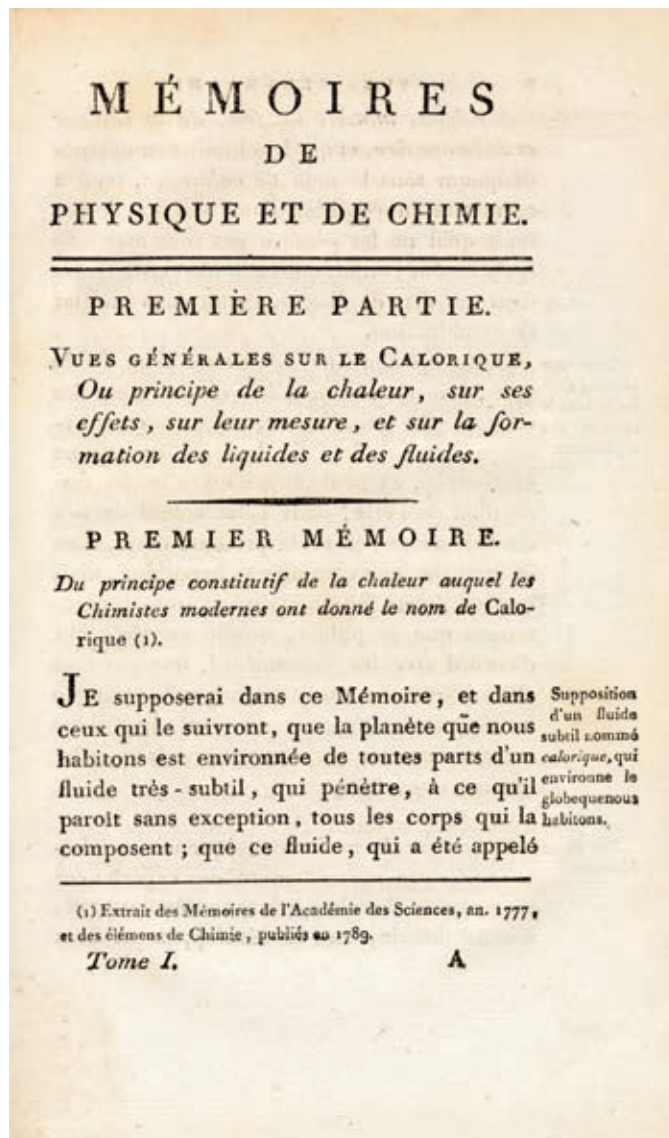 MÉMOIRES
DE
PHYSIQUE ET DE CHIMIE.
PREMIÈRE PARTIE.
VUES GÉNÉRALES SUR LE CALORIQUE,
Ou principe de la chaleur, sur ses
effets, sur leur mesure, et sur la for-
mation des liquides et des fluides.
PREMIER MÉMOIRE.
Du principe constitutif de la chaleur auquel les
Chimistes modernes ont donné le nom de Calo-
rique (1).
JE supposerai dans ce Mémoire, et dans
ceux qui le suivront, que la planète que nous
habitons est environnée de toutes parts d'un
fluide très-subtil, qui pénètre, à ce qu'il
paroît sans exception, tous les corps qui la
composent ; que ce fluide, qui a été appelé
Supposition
d'un fluide
subtil nommé
calorique, qui
environne le
globe que nous
habitons.
(1) Extrait des Mémoires de l'Académie des Sciences, an. 1777,
et des élémens de Chimie, publiés en 1789.
Tome I. A